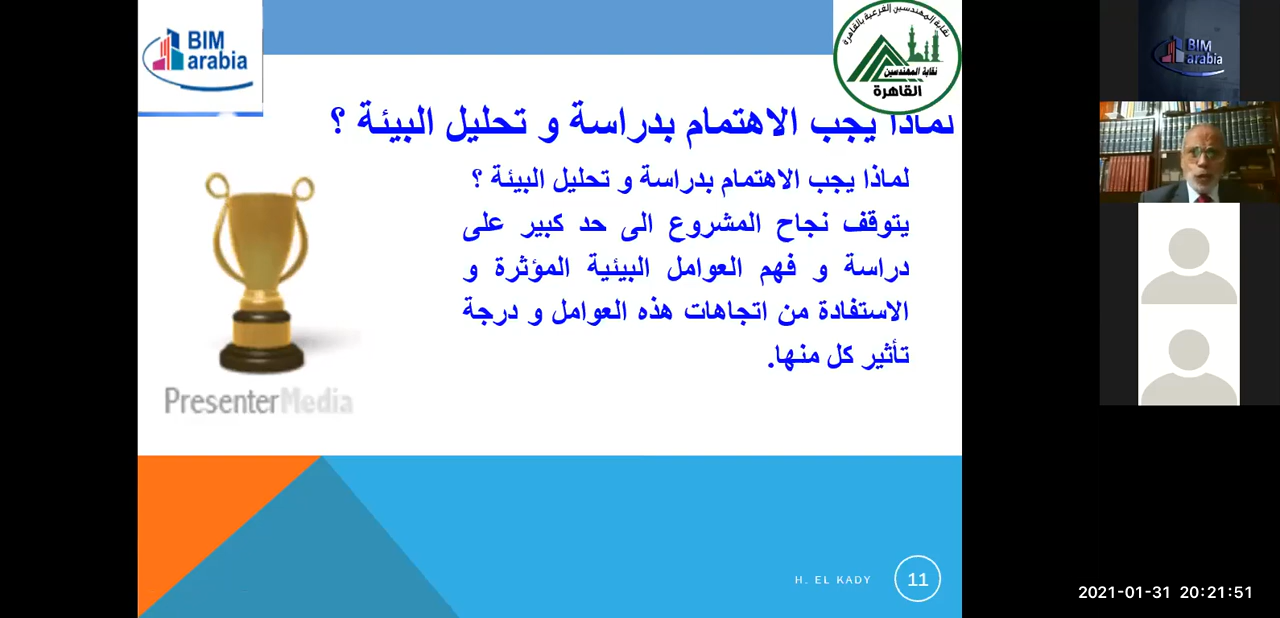 BIM
arabia
نقابة المهندسين الفرعية بالقاهرة
نقابة المهندسين
القاهرة
BIM
arabia
لماذا يجب الاهتمام بدراسة و تحليل البيئة ؟
لماذا يجب الاهتمام بدراسة و تحليل البيئة ؟
يتوقف نجاح المشروع الى حد كبير على
دراسة و فهم العوامل البيئية المؤثرة و
الاستفادة من اتجاهات هذه العوامل و درجة
تأثير كل منها.
PresenterMedia
H. EL KADY
11
2021-01-31 20:21:51